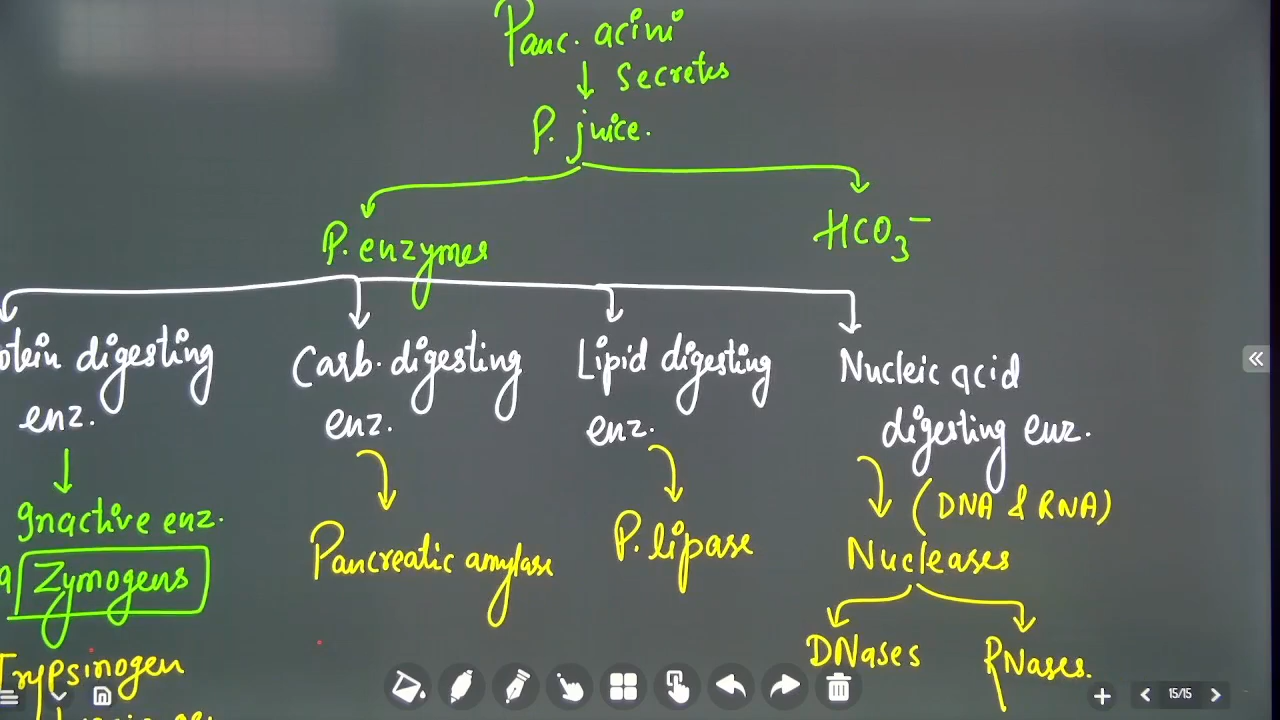 Panc. acini
Secretes
P. juice.
P. enzymes
HCO3⁻
otein digesting
enz.
Carb. digesting
enz.
Lipid digesting
enz.
Nucleic acid
digesting enz.
(DNA & RNA)
Inactive enz.
Zymogens
Pancreatic amylase
P. lipase
Nucleases
DNases
RNases.
Trypsinogen
15/15